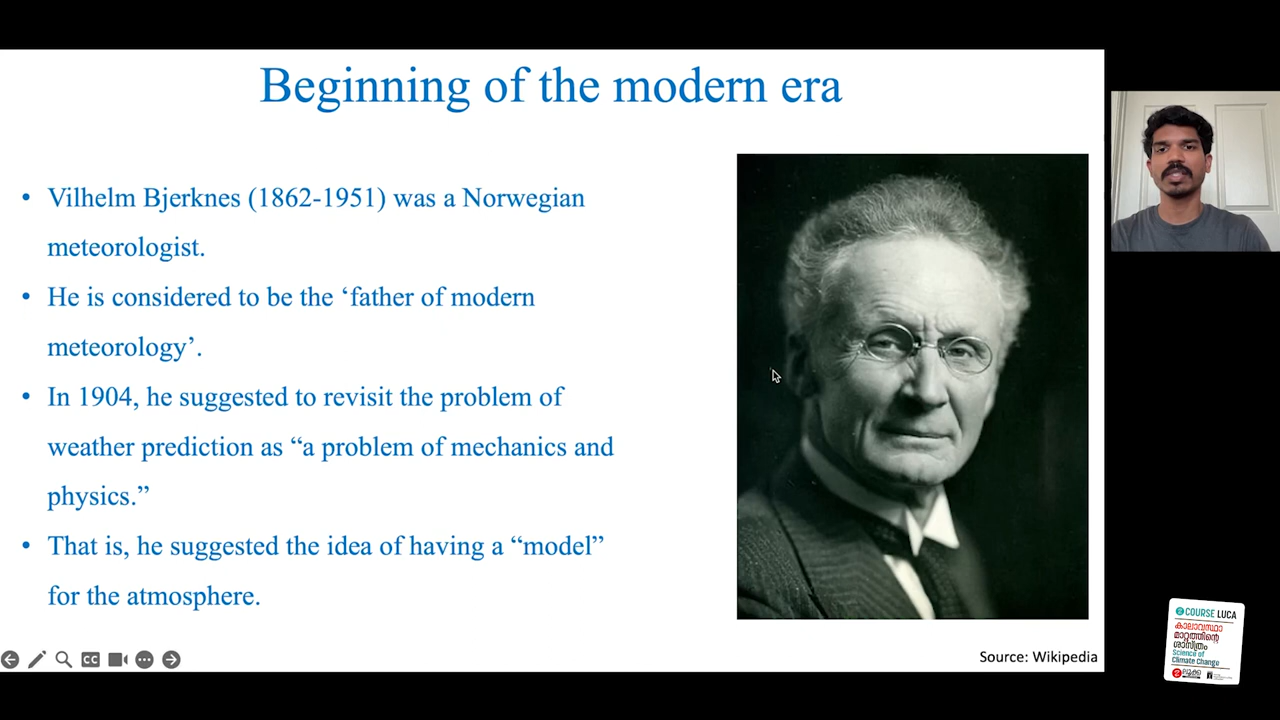 Beginning of the modern era
• Vilhelm Bjerknes (1862-1951) was a Norwegian
meteorologist.
• He is considered to be the ‘father of modern
meteorology’.
• In 1904, he suggested to revisit the problem of
weather prediction as “a problem of mechanics and
physics.”
• That is, he suggested the idea of having a “model”
for the atmosphere.
CC
Source: Wikipedia
COURSE LUCA
കാലാവസ്ഥാ
മാറ്റത്തിന്റെ
ശാസ്ത്രം
Science of
Climate Change
ലൂക്ക